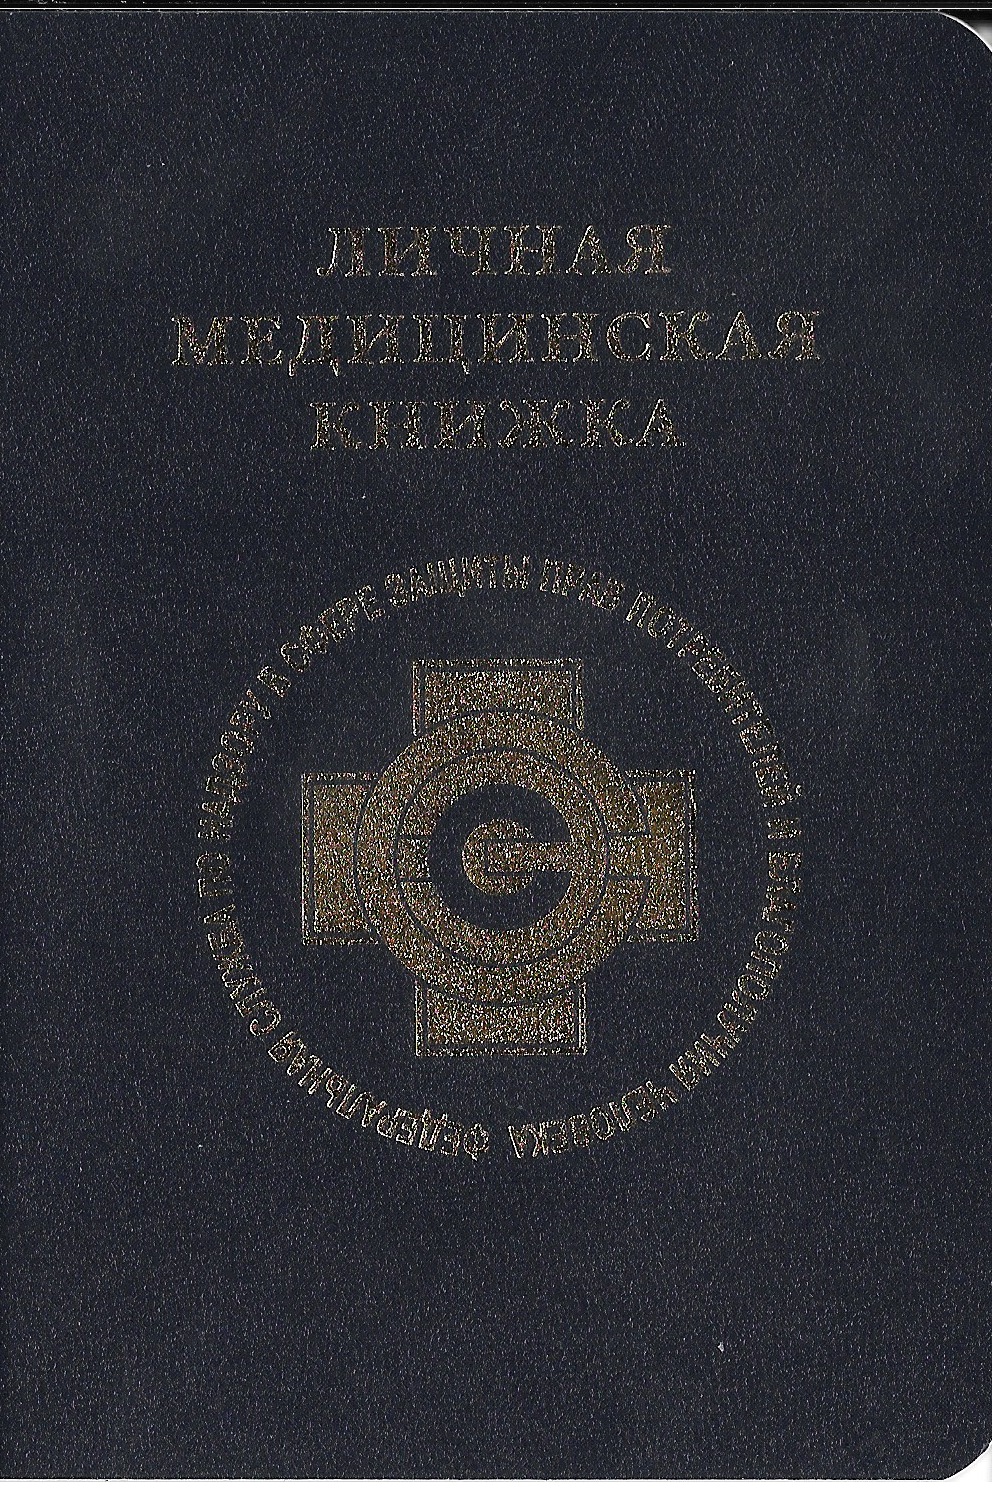 ЛИЧНАЯ
МЕДИЦИНСКАЯ
КНИЖКА
ФЕДЕРАЛЬНАЯ СЛУЖБА ПО НАДЗОРУ В СФЕРЕ ЗАЩИТЫ ПРАВ ПОТРЕБИТЕЛЕЙ И БЛАГОПОЛУЧИЯ ЧЕЛОВЕКА